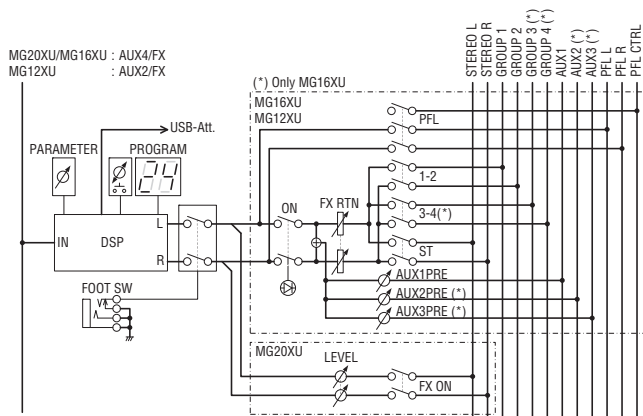 MG20XU/MG16XU : AUX4/FX
MG12XU : AUX2/FX
STEREO L
STEREO R
GROUP 1
GROUP 2
GROUP 3 (*)
GROUP 4 (*)
AUX1
AUX2 (*)
AUX3 (*)
PFL L
PFL R
PFL CTRL
(*) Only MG16XU
MG16XU
MG12XU
USB-Att.
PFL
PARAMETER
PROGRAM
24
1-2
ON
FX RTN
3-4(*)
L
IN
DSP
ST
R
AUX1PRE
FOOT SW
AUX2PRE (*)
AUX3PRE (*)
MG20XU
LEVEL
FX ON